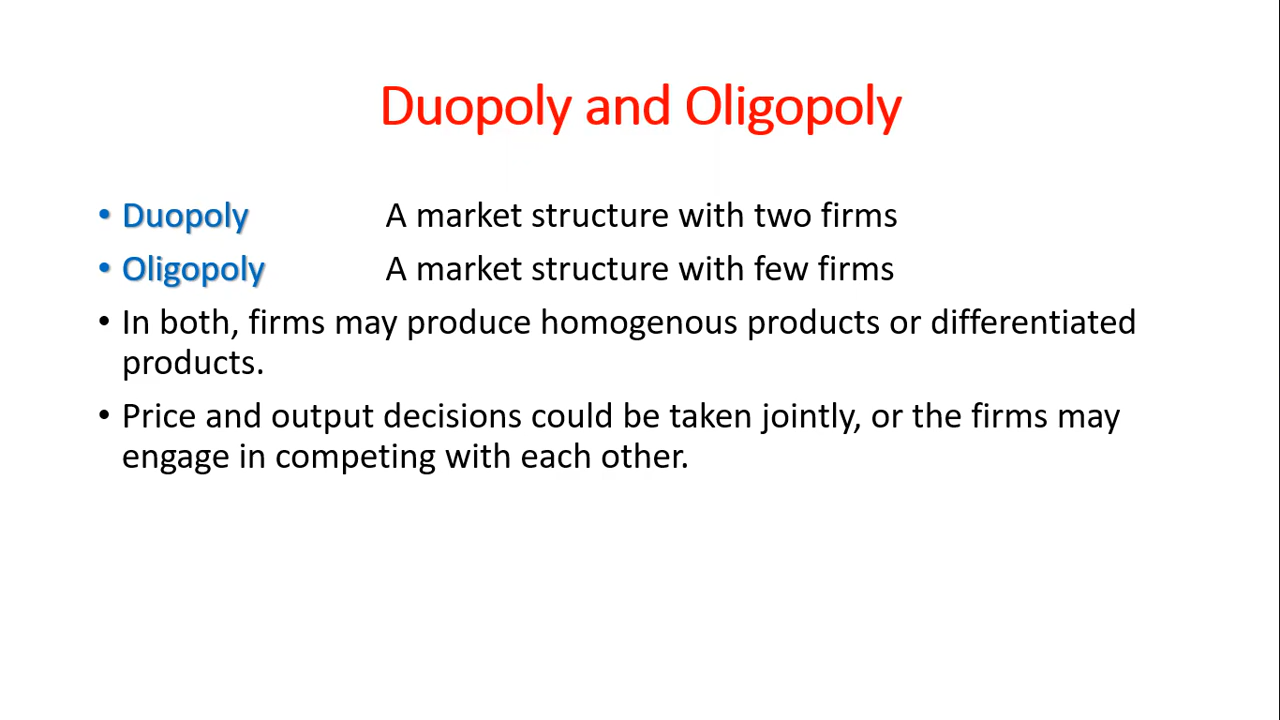 Duopoly and Oligopoly
• Duopoly A market structure with two firms
• Oligopoly A market structure with few firms
• In both, firms may produce homogenous products or differentiated
products.
• Price and output decisions could be taken jointly, or the firms may
engage in competing with each other.